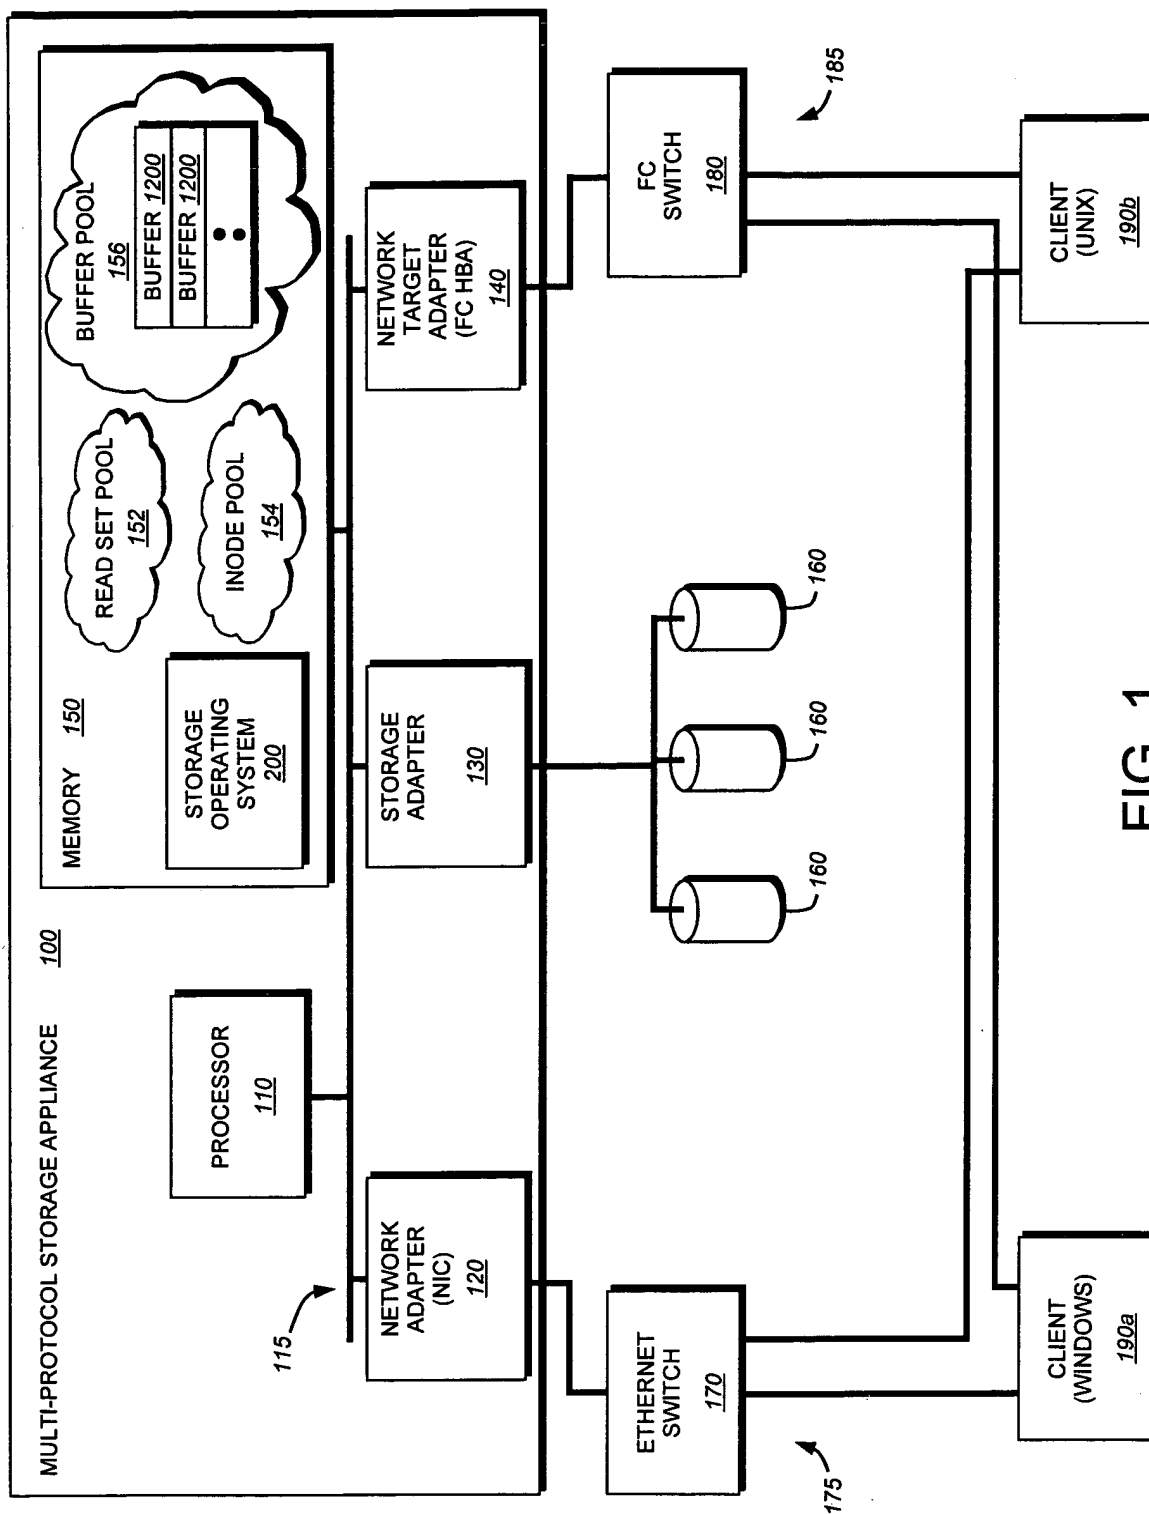 MULTI-PROTOCOL STORAGE APPLIANCE 100
MEMORY 150
READ SET POOL
152
INODE POOL
154
BUFFER POOL
156
BUFFER 1200
BUFFER 1200
STORAGE
OPERATING
SYSTEM
200
PROCESSOR
110
115
NETWORK
ADAPTER
(NIC)
120
STORAGE
ADAPTER
130
NETWORK
TARGET
ADAPTER
(FC HBA)
140
160
160
160
ETHERNET
SWITCH
170
175
FC
SWITCH
180
185
CLIENT
(WINDOWS)
190a
CLIENT
(UNIX)
190b
FIG. 1